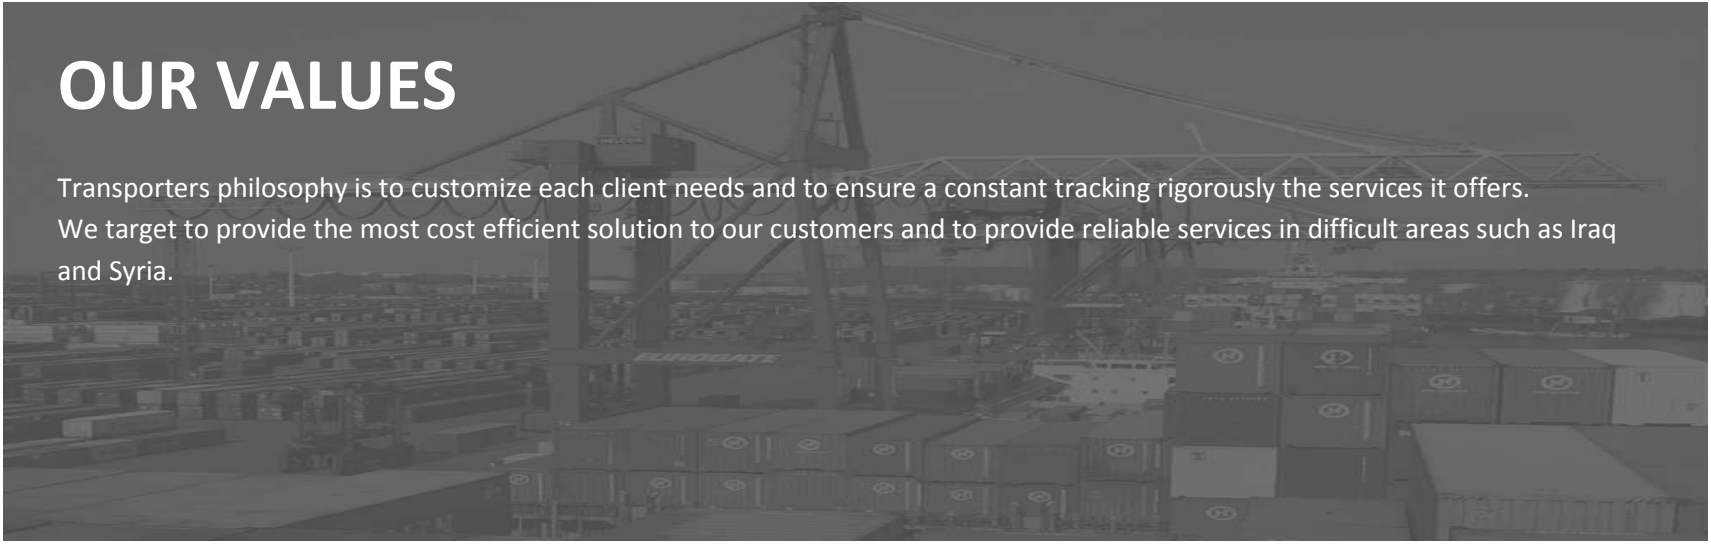 OUR VALUES
Transporters philosophy is to customize each client needs and to ensure a constant tracking rigorously the services it offers.
We target to provide the most cost efficient solution to our customers and to provide reliable services in difficult areas such as Iraq
and Syria.
EUROGATE